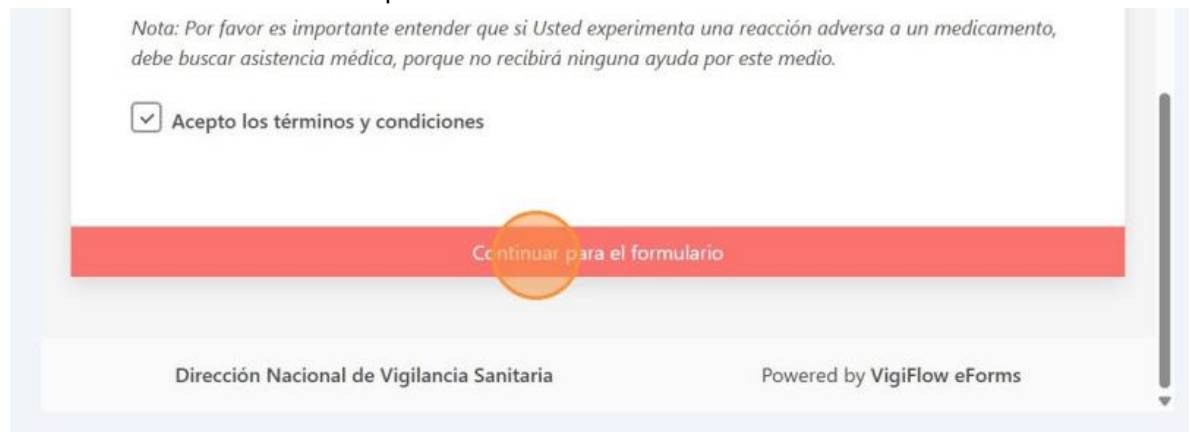 Nota: Por favor es importante entender que si Usted experimenta una reacción adversa a un medicamento,
debe buscar asistencia médica, porque no recibirá ninguna ayuda por este medio.
Acepto los términos y condiciones
Continuar para el formulario
Dirección Nacional de Vigilancia Sanitaria
Powered by VigiFlow eForms